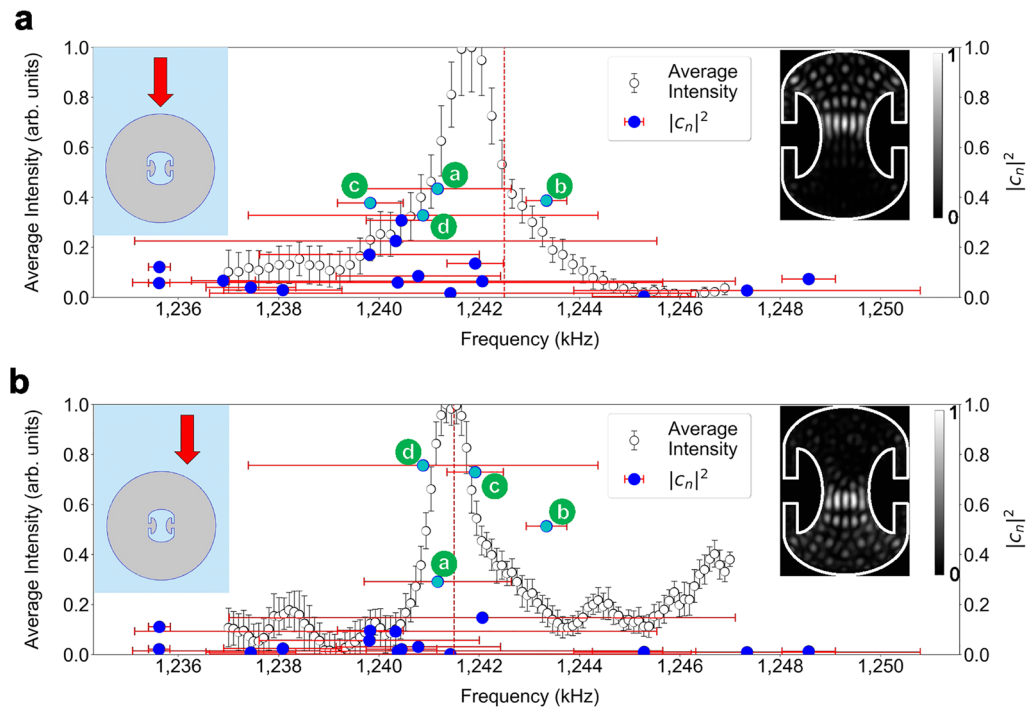 a
Average Intensity (arb. units)
1.0
0.8
0.6
0.4
0.2
0.0
Average
Intensity
|cn|²
1
0
1.0
0.8
0.6
0.4
0.2
0.0
|cn|²
c
a
b
d
1,236
1,238
1,240
1,242
1,244
1,246
1,248
1,250
Frequency (kHz)
b
Average Intensity (arb. units)
1.0
0.8
0.6
0.4
0.2
0.0
Average
Intensity
|cn|²
1
0
1.0
0.8
0.6
0.4
0.2
0.0
|cn|²
d
c
b
a
1,236
1,238
1,240
1,242
1,244
1,246
1,248
1,250
Frequency (kHz)